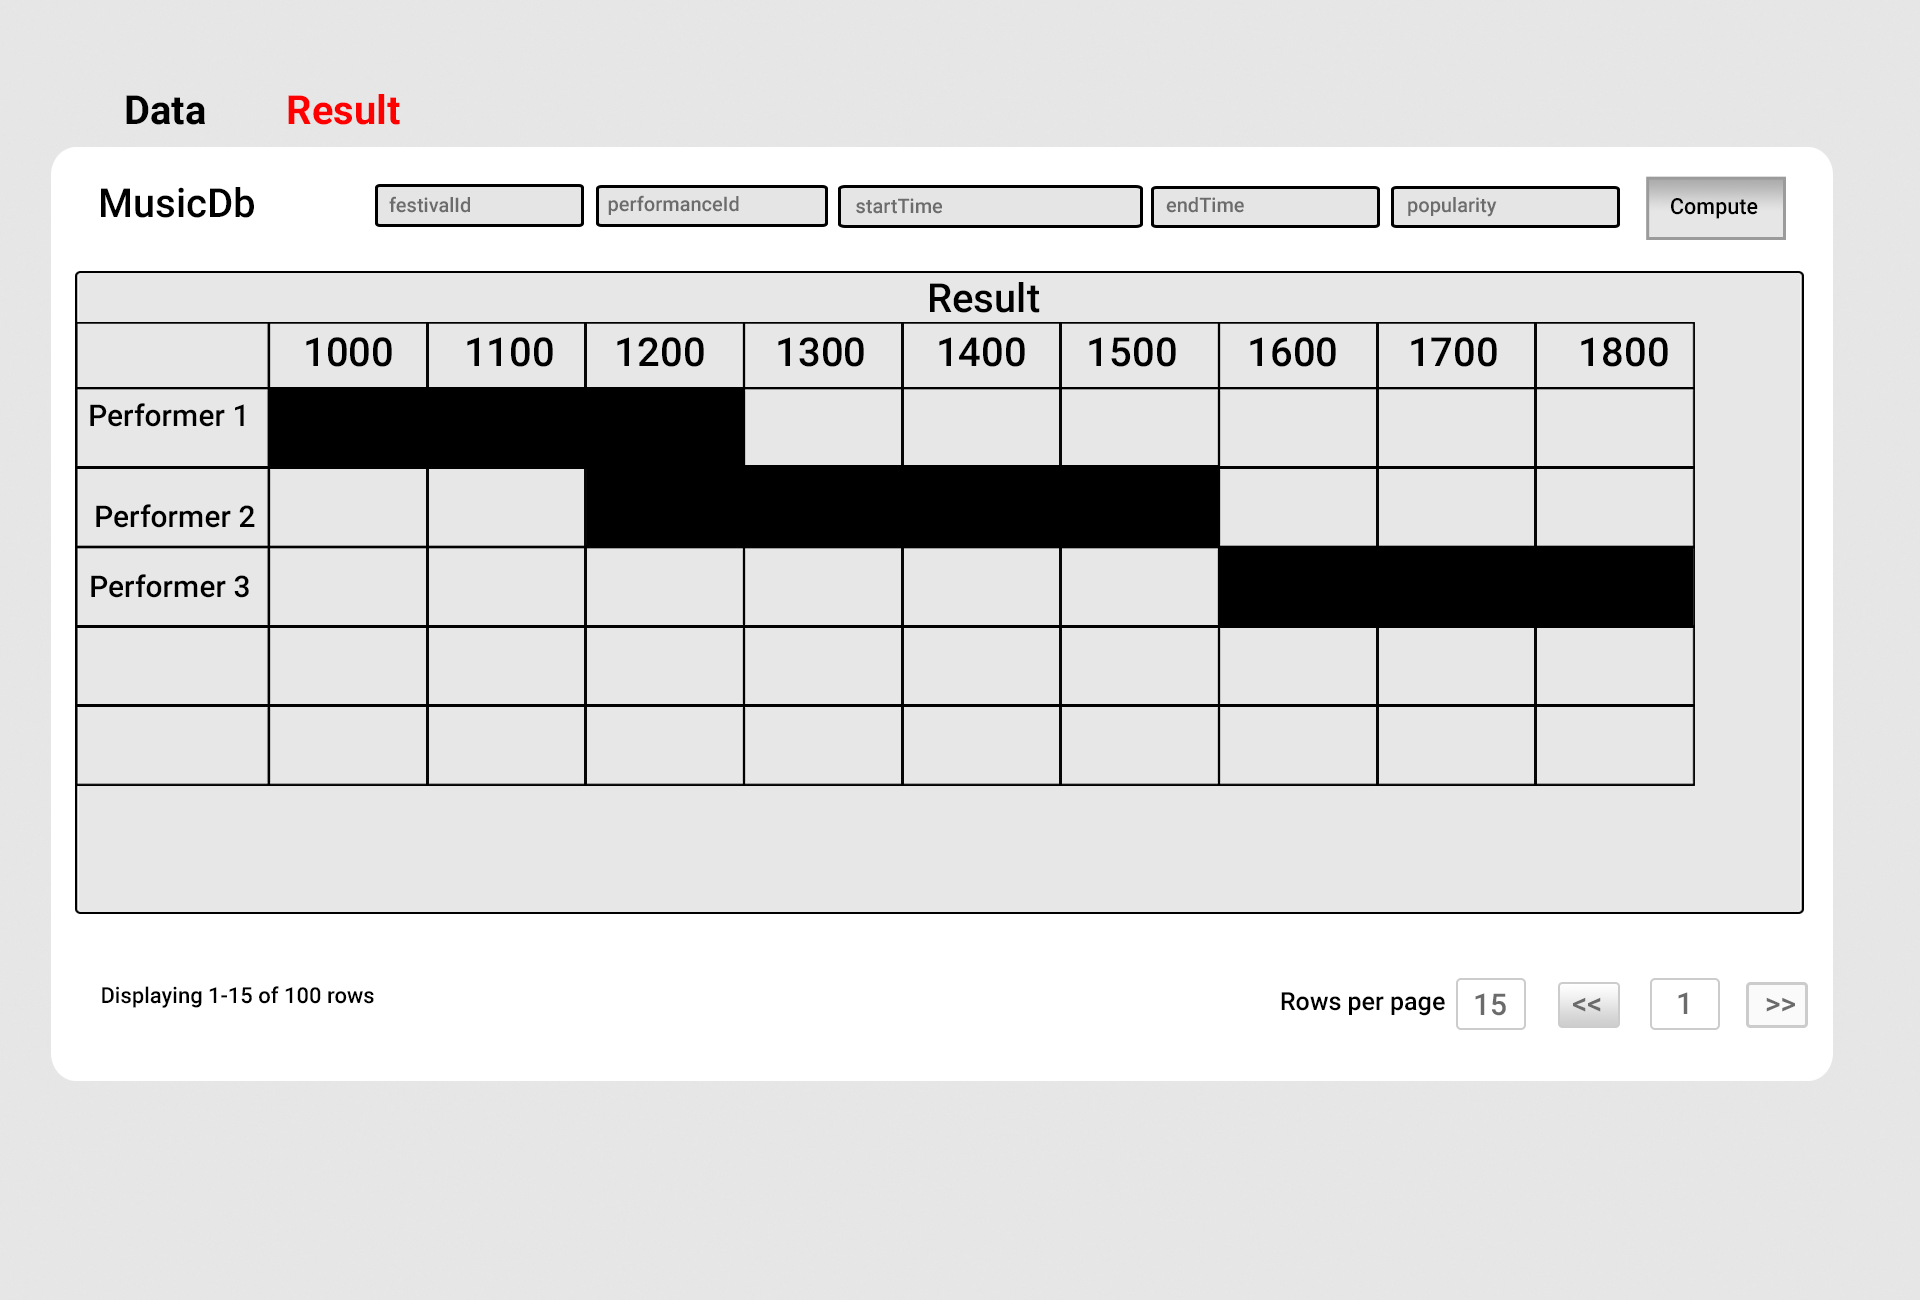 Data Result
MusicDb festivalId performanceId startTime endTime popularity Compute
Result
1000 1100 1200 1300 1400 1500 1600 1700 1800
Performer 1
Performer 2
Performer 3
Displaying 1-15 of 100 rows Rows per page 15 << 1 >>